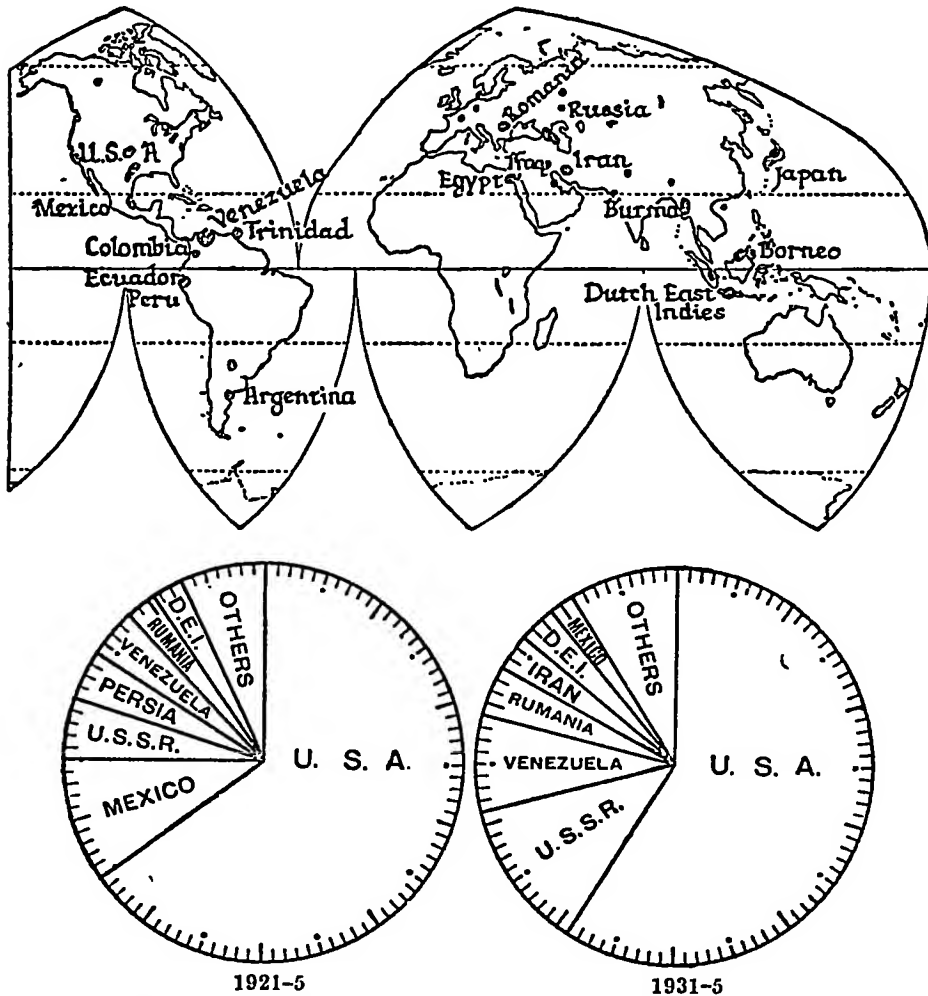 Romania
Russia
U.S. A
Iraq
Iran
Egypt
Japan
Mexico
Venezuela
Burma
Trinidad
Colombia
Borneo
Ecuador
Peru
Dutch East
Indies
Argentina
D.E.I.
OTHERS
RUMANIA
VENEZUELA
PERSIA
U.S.S.R.
MEXICO
U. S. A.
1921-5
MEXICO
OTHERS
D.E.I.
IRAN
RUMANIA
VENEZUELA
U.S.S.R.
U. S. A.
1931-5